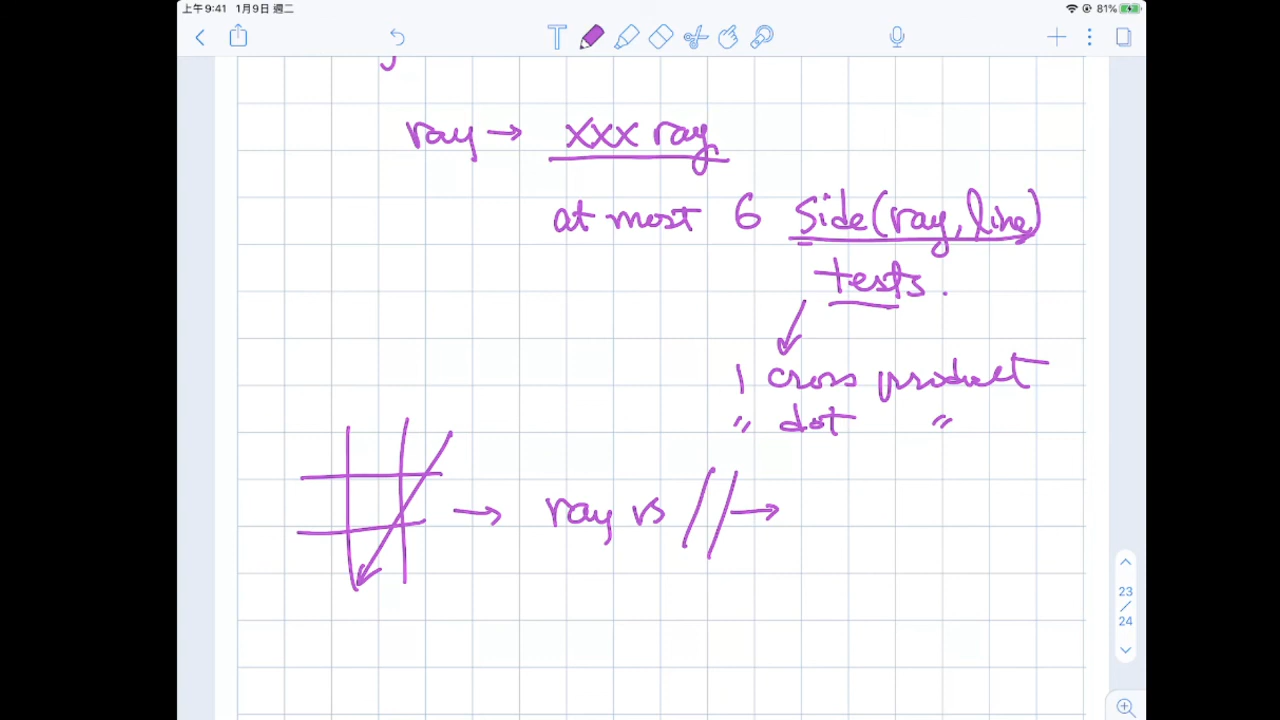 上午9:41 1月9日 週二
81%
T
ray → xxx ray
at most 6 Side(ray, line)
tests.
1 cross product
〃 dot 〃
→ ray vs // →
23
/
24